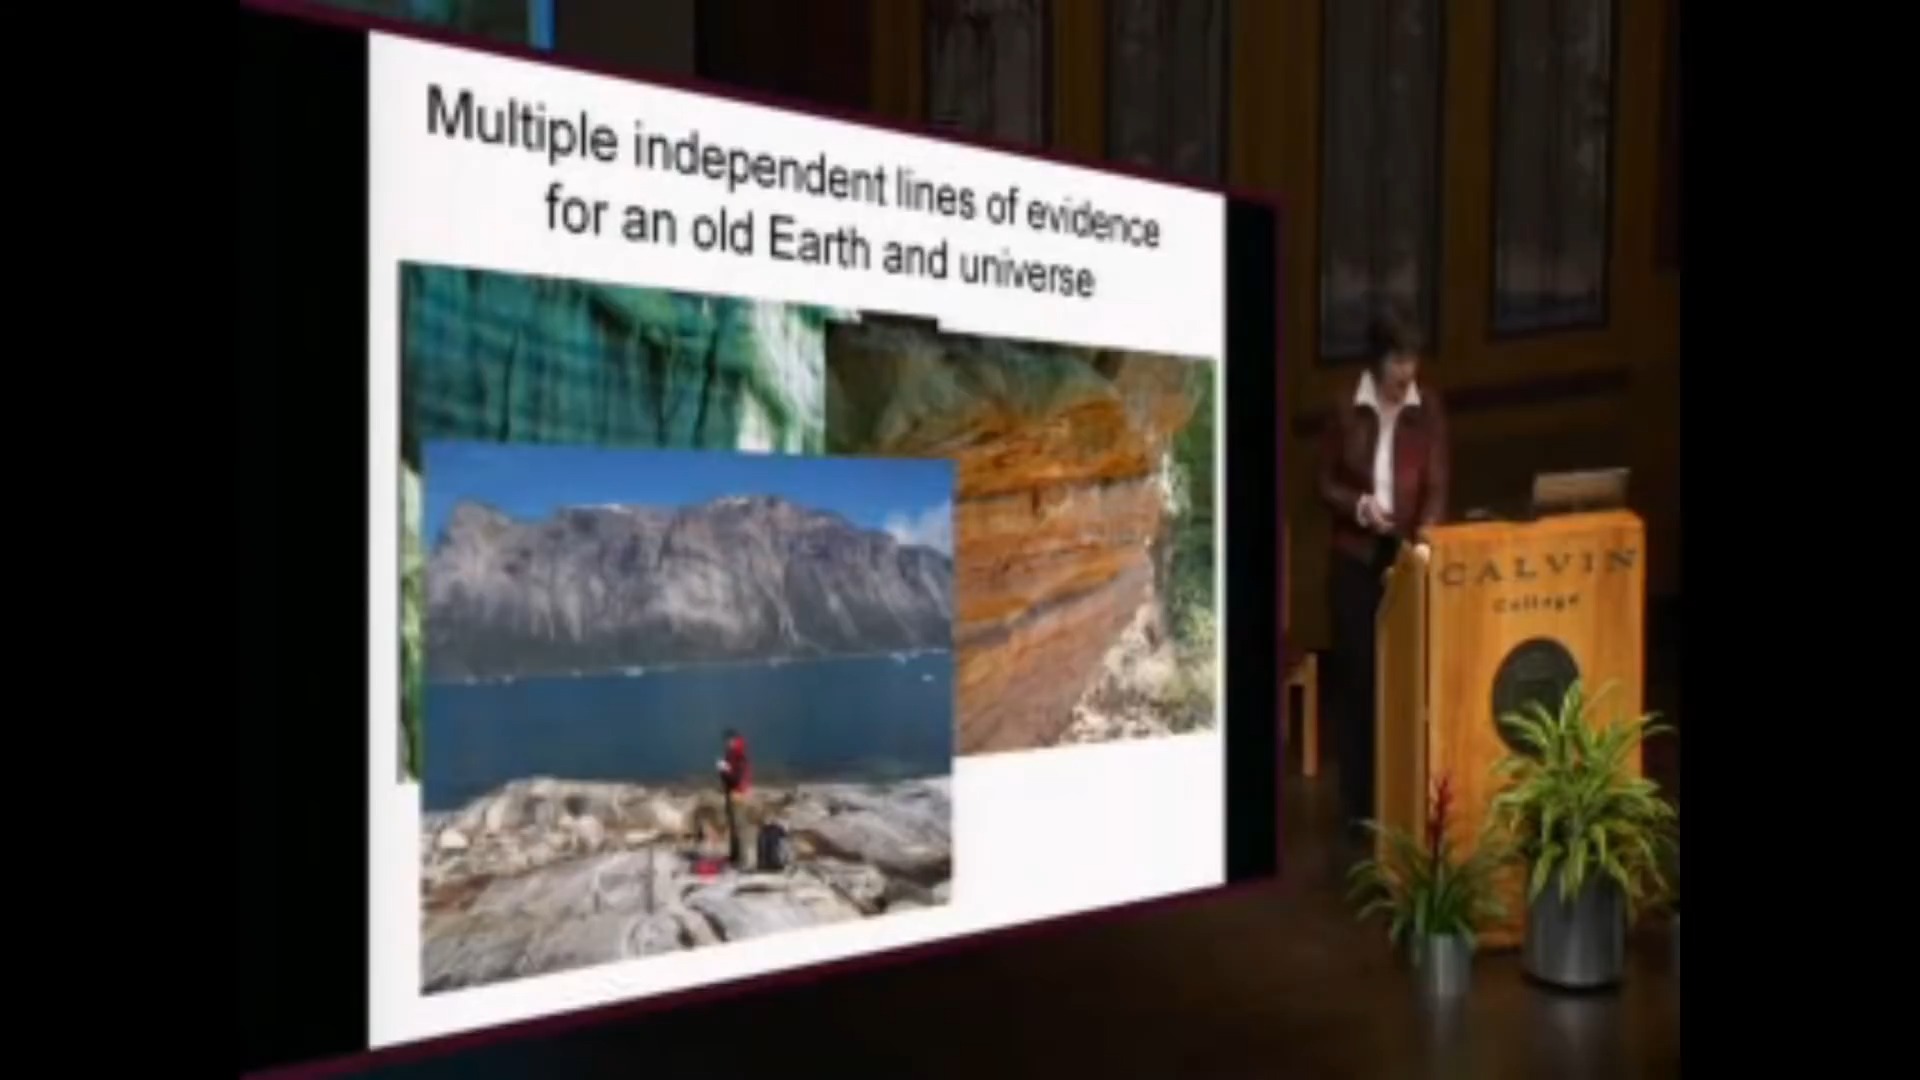 Multiple independent lines of evidence
for an old Earth and universe
CALVIN
College